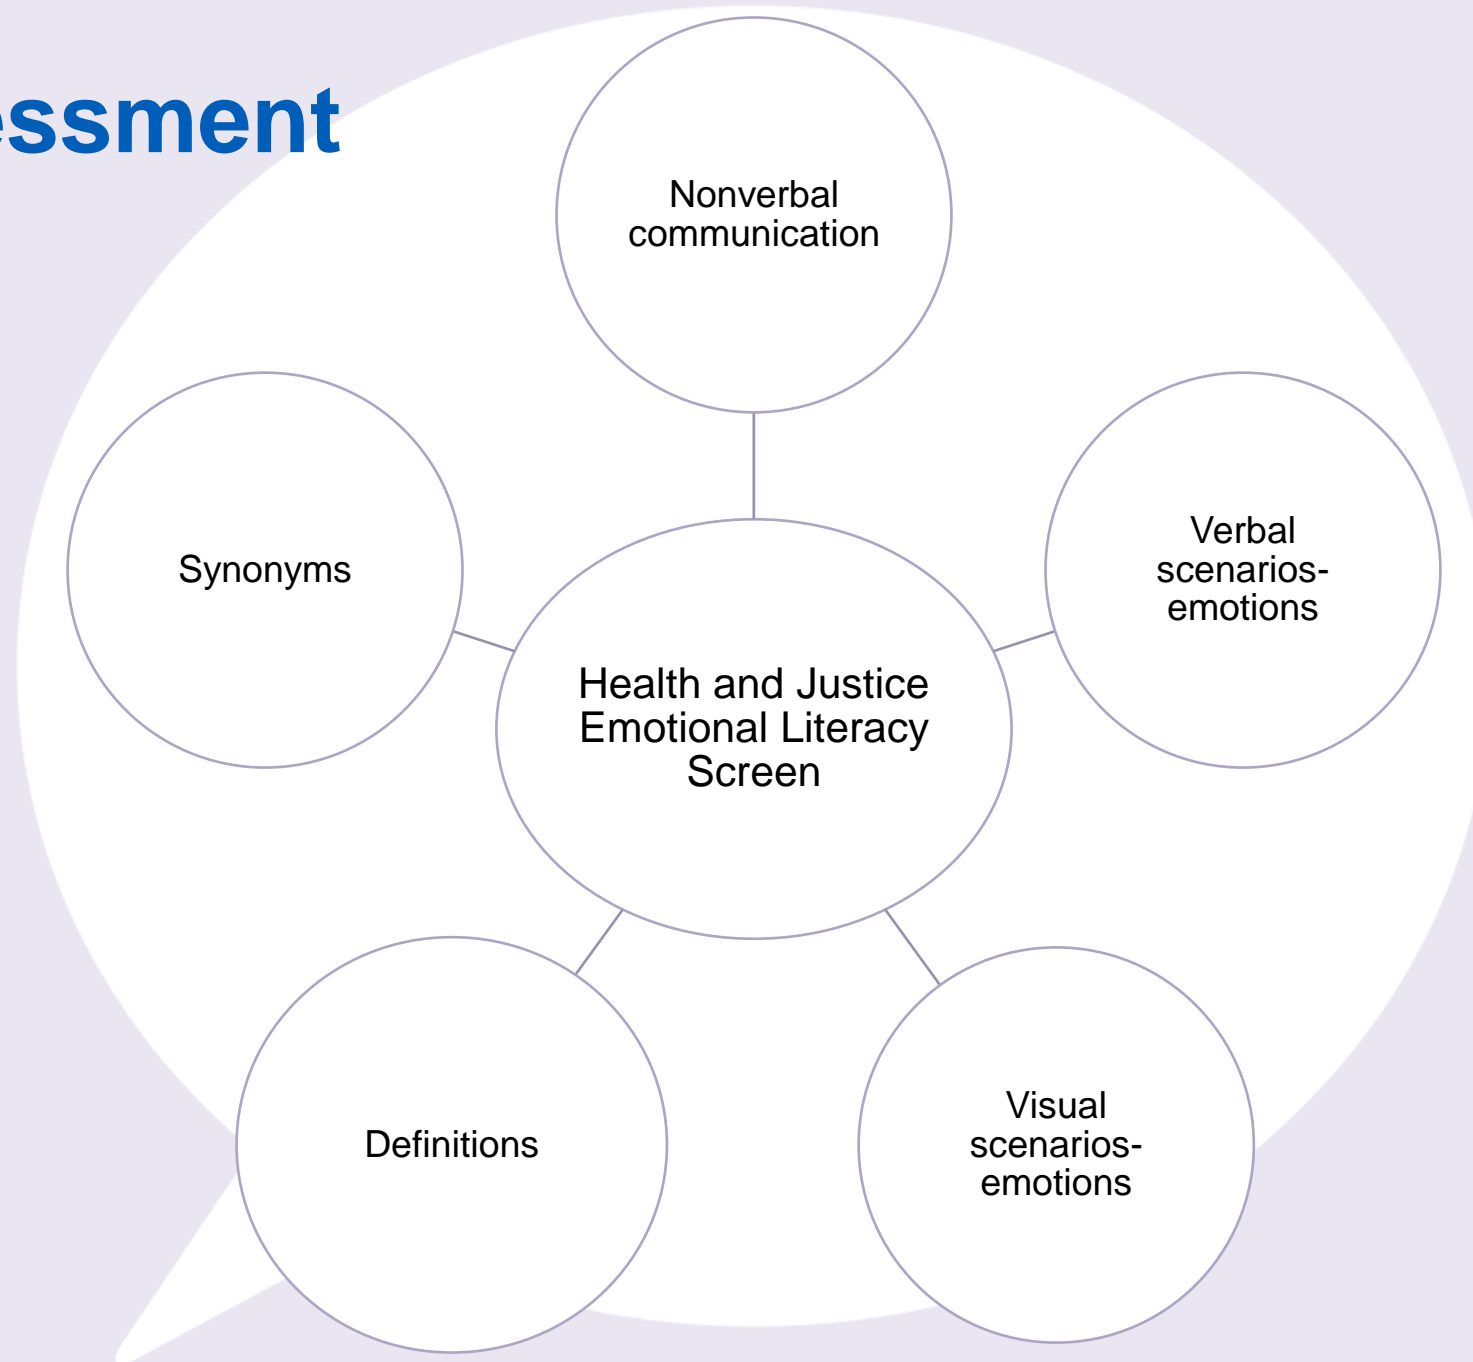 essment
Nonverbal
communication
Verbal
scenarios-
emotions
Synonyms
Health and Justice
Emotional Literacy
Screen
Definitions
Visual
scenarios-
emotions